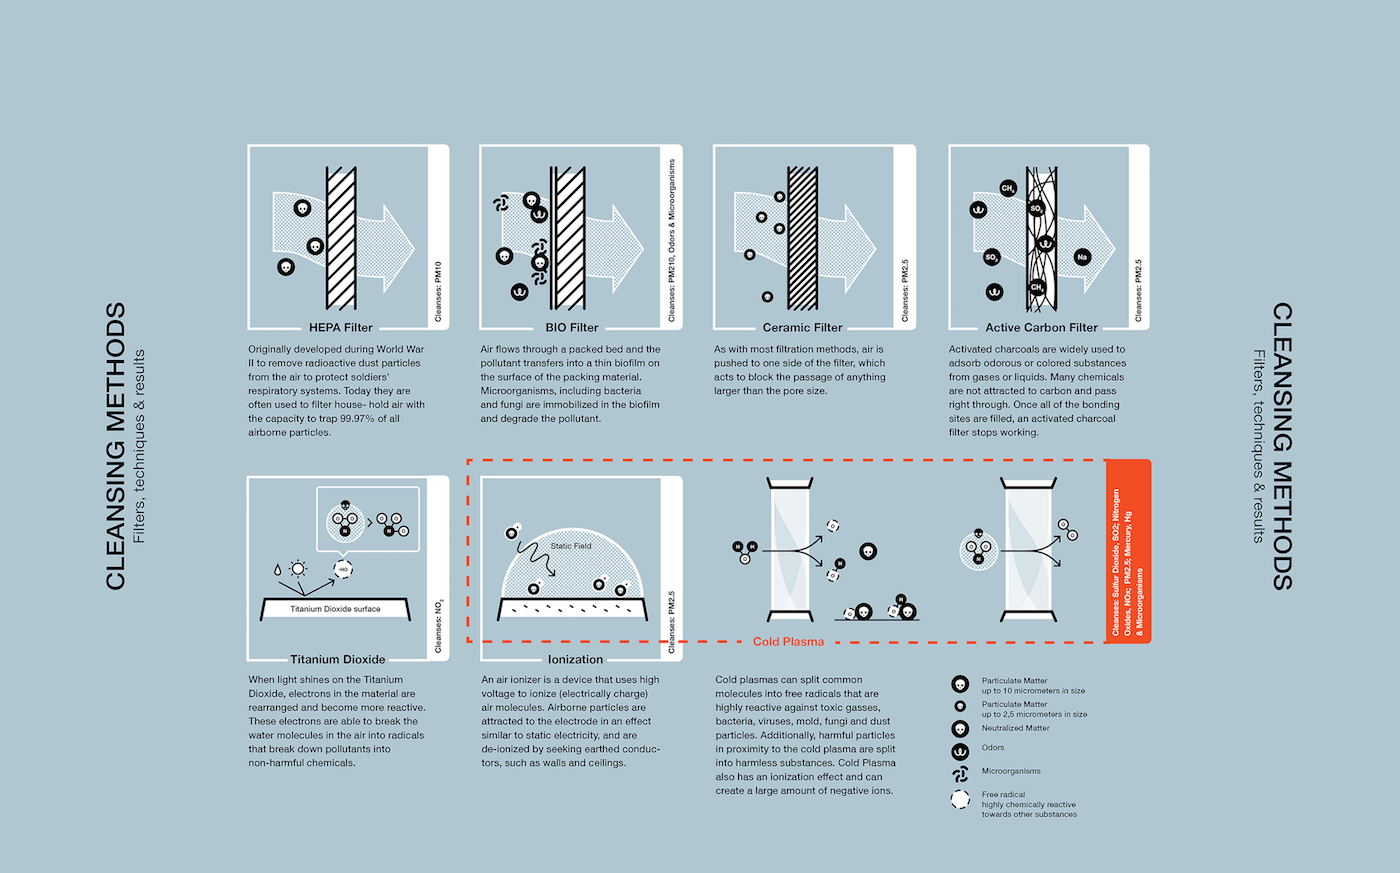 CLEANSING METHODS
Filters, techniques & results
Cleanses: PM10
HEPA Filter
Originally developed during World War
II to remove radioactive dust particles
from the air to protect soldiers'
respiratory systems. Today they are
often used to filter house- hold air with
the capacity to trap 99.97% of all
airborne particles.
Cleanses: PM210, Odors & Microorganisms
BIO Filter
Air flows through a packed bed and the
pollutant transfers into a thin biofilm on
the surface of the packing material.
Microorganisms, including bacteria
and fungi are immobilized in the biofilm
and degrade the pollutant.
Cleanses: PM2.5
Ceramic Filter
As with most filtration methods, air is
pushed to one side of the filter, which
acts to block the passage of anything
larger than the pore size.
CH₄
SO₂
SO₂
Na
CH₄
Cleanses: PM2.5
Active Carbon Filter
Activated charcoals are widely used to
adsorb odorous or colored substances
from gases or liquids. Many chemicals
are not attracted to carbon and pass
right through. Once all of the bonding
sites are filled, an activated charcoal
filter stops working.
O O
N
O O O
N N
·HO
Titanium Dioxide surface
Cleanses: NO₂
Titanium Dioxide
When light shines on the Titanium
Dioxide, electrons in the material are
rearranged and become more reactive.
These electrons are able to break the
water molecules in the air into radicals
that break down pollutants into
non-harmful chemicals.
Static Field
Cleanses: PM2.5
Ionization
An air ionizer is a device that uses high
voltage to ionize (electrically charge)
air molecules. Airborne particles are
attracted to the electrode in an effect
similar to static electricity, and are
de-ionized by seeking earthed conduc-
tors, such as walls and ceilings.
H H
O
O
H
O
H
O O
N
O
O
Cold Plasma
Cleanses: Sulfur Dioxide, SO2; Nitrogen
Oxides, NOx; PM2.5; Mercury, Hg
& Microorganisms
Cold plasmas can split common
molecules into free radicals that are
highly reactive against toxic gasses,
bacteria, viruses, mold, fungi and dust
particles. Additionally, harmful particles
in proximity to the cold plasma are split
into harmless substances. Cold Plasma
also has an ionization effect and can
create a large amount of negative ions.
Particulate Matter
up to 10 micrometers in size
Particulate Matter
up to 2,5 micrometers in size
Neutralized Matter
Odors
Microorganisms
Free radical
highly chemically reactive
towards other substances
CLEANSING METHODS
Filters, techniques & results